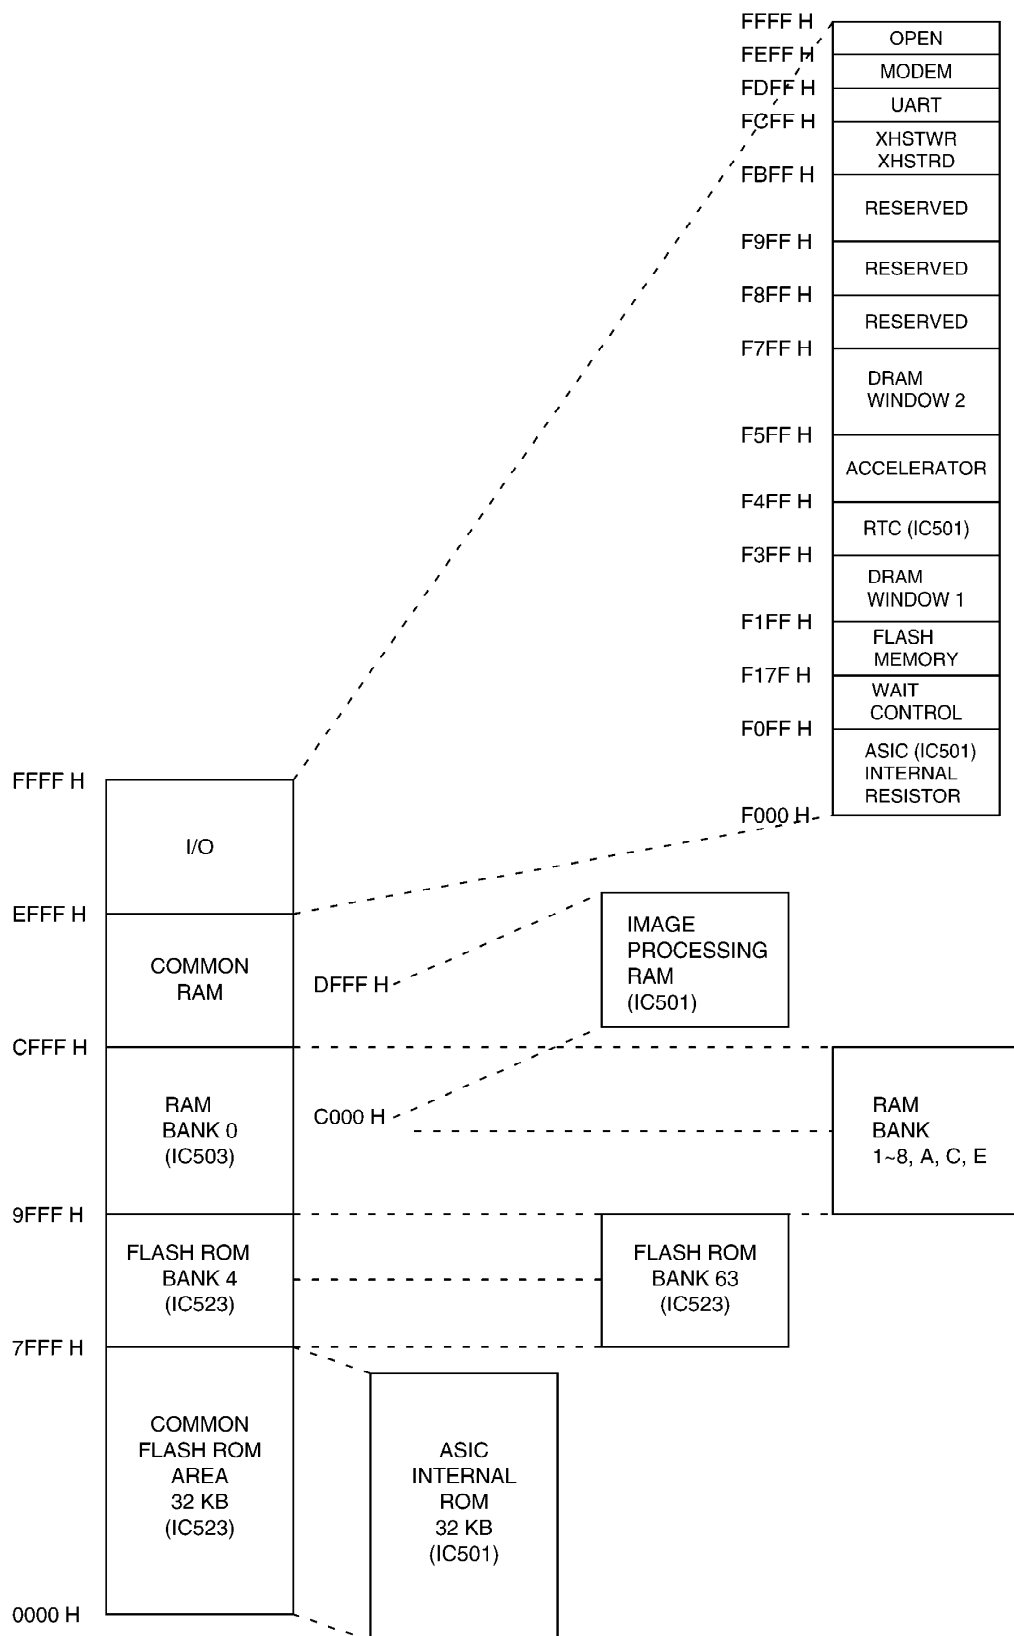 FFFF H
OPEN
FEFF H
MODEM
FDFF H
UART
FCFF H
XHSTWR
XHSTRD
FBFF H
RESERVED
F9FF H
RESERVED
F8FF H
RESERVED
F7FF H
DRAM
WINDOW 2
F5FF H
ACCELERATOR
F4FF H
RTC (IC501)
F3FF H
DRAM
WINDOW 1
F1FF H
FLASH
MEMORY
F17F H
WAIT
CONTROL
F0FF H
ASIC (IC501)
INTERNAL
RESISTOR
F000 H
FFFF H
I/O
EFFF H
COMMON
RAM
DFFF H
IMAGE
PROCESSING
RAM
(IC501)
CFFF H
RAM
BANK 0
(IC503)
C000 H
RAM
BANK
1~8, A, C, E
9FFF H
FLASH ROM
BANK 4
(IC523)
FLASH ROM
BANK 63
(IC523)
7FFF H
COMMON
FLASH ROM
AREA
32 KB
(IC523)
ASIC
INTERNAL
ROM
32 KB
(IC501)
0000 H